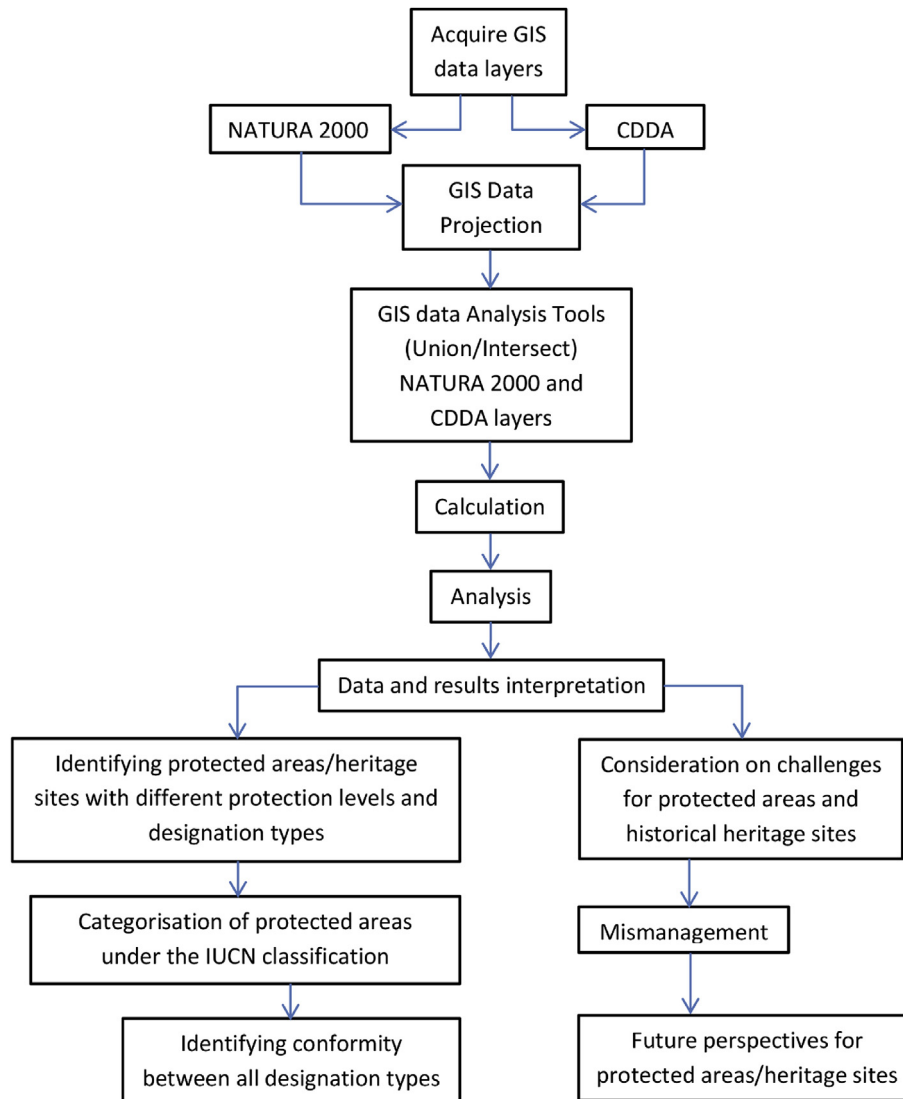 Acquire GIS
data layers
NATURA 2000
CDDA
GIS Data
Projection
GIS data Analysis Tools
(Union/Intersect)
NATURA 2000 and
CDDA layers
Calculation
Analysis
Data and results interpretation
Identifying protected areas/heritage
sites with different protection levels and
designation types
Consideration on challenges
for protected areas and
historical heritage sites
Categorisation of protected areas
under the IUCN classification
Mismanagement
Identifying conformity
between all designation types
Future perspectives for
protected areas/heritage sites